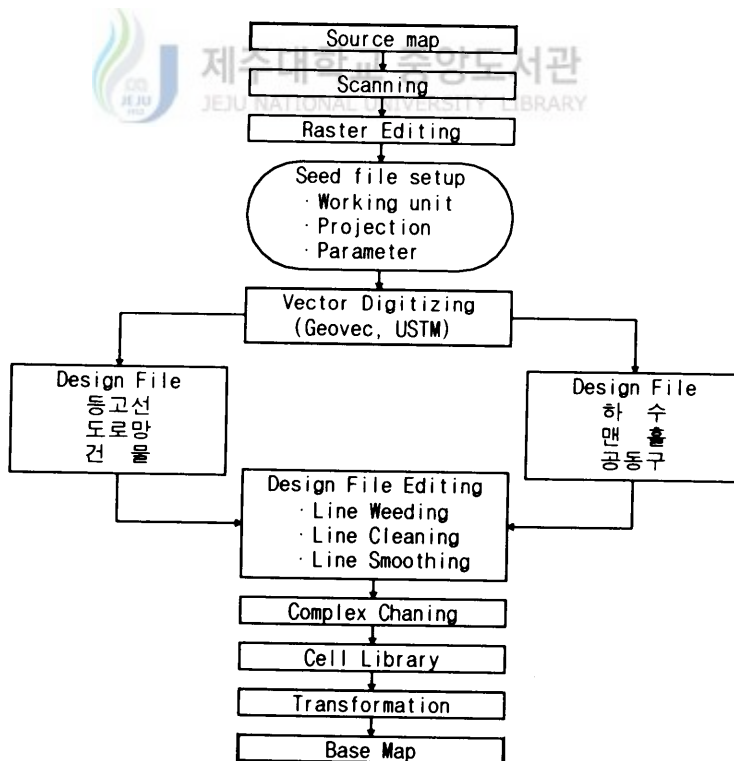 Source map
제주대학교 중앙도서관
JEJU NATIONAL UNIVERSITY LIBRARY
JEJU
1952
Scanning
Raster Editing
Seed file setup
· Working unit
· Projection
· Parameter
Vector Digitizing
(Geovec, USTM)
Design File
등고선
도로망
건 물
Design File
하 수
맨 홀
공동구
Design File Editing
· Line Weeding
· Line Cleaning
· Line Smoothing
Complex Chaning
Cell Library
Transformation
Base Map